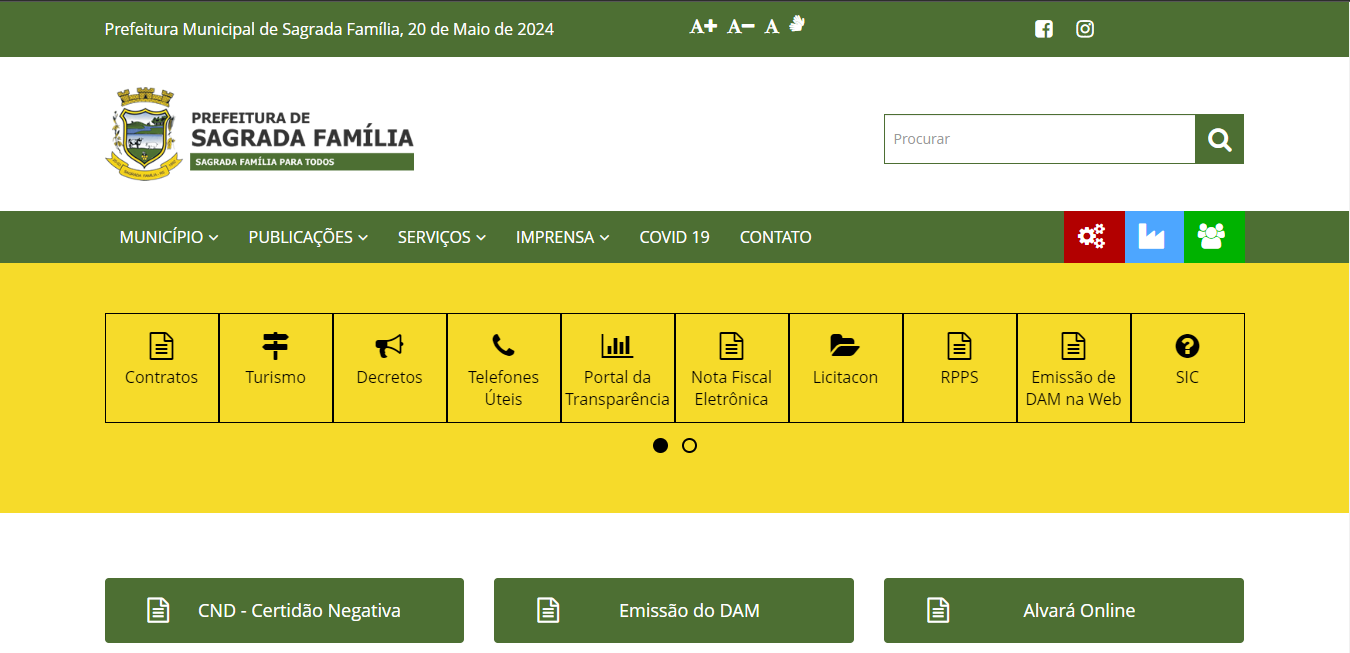 Prefeitura Municipal de Sagrada Família, 20 de Maio de 2024
A+ A− A
PREFEITURA DE
SAGRADA FAMÍLIA
SAGRADA FAMÍLIA PARA TODOS
Procurar
MUNICÍPIO PUBLICAÇÕES SERVIÇOS IMPRENSA COVID 19 CONTATO
Contratos
Turismo
Decretos
Telefones
Úteis
Portal da
Transparência
Nota Fiscal
Eletrônica
Licitacon
RPPS
Emissão de
DAM na Web
SIC
CND - Certidão Negativa
Emissão do DAM
Alvará Online